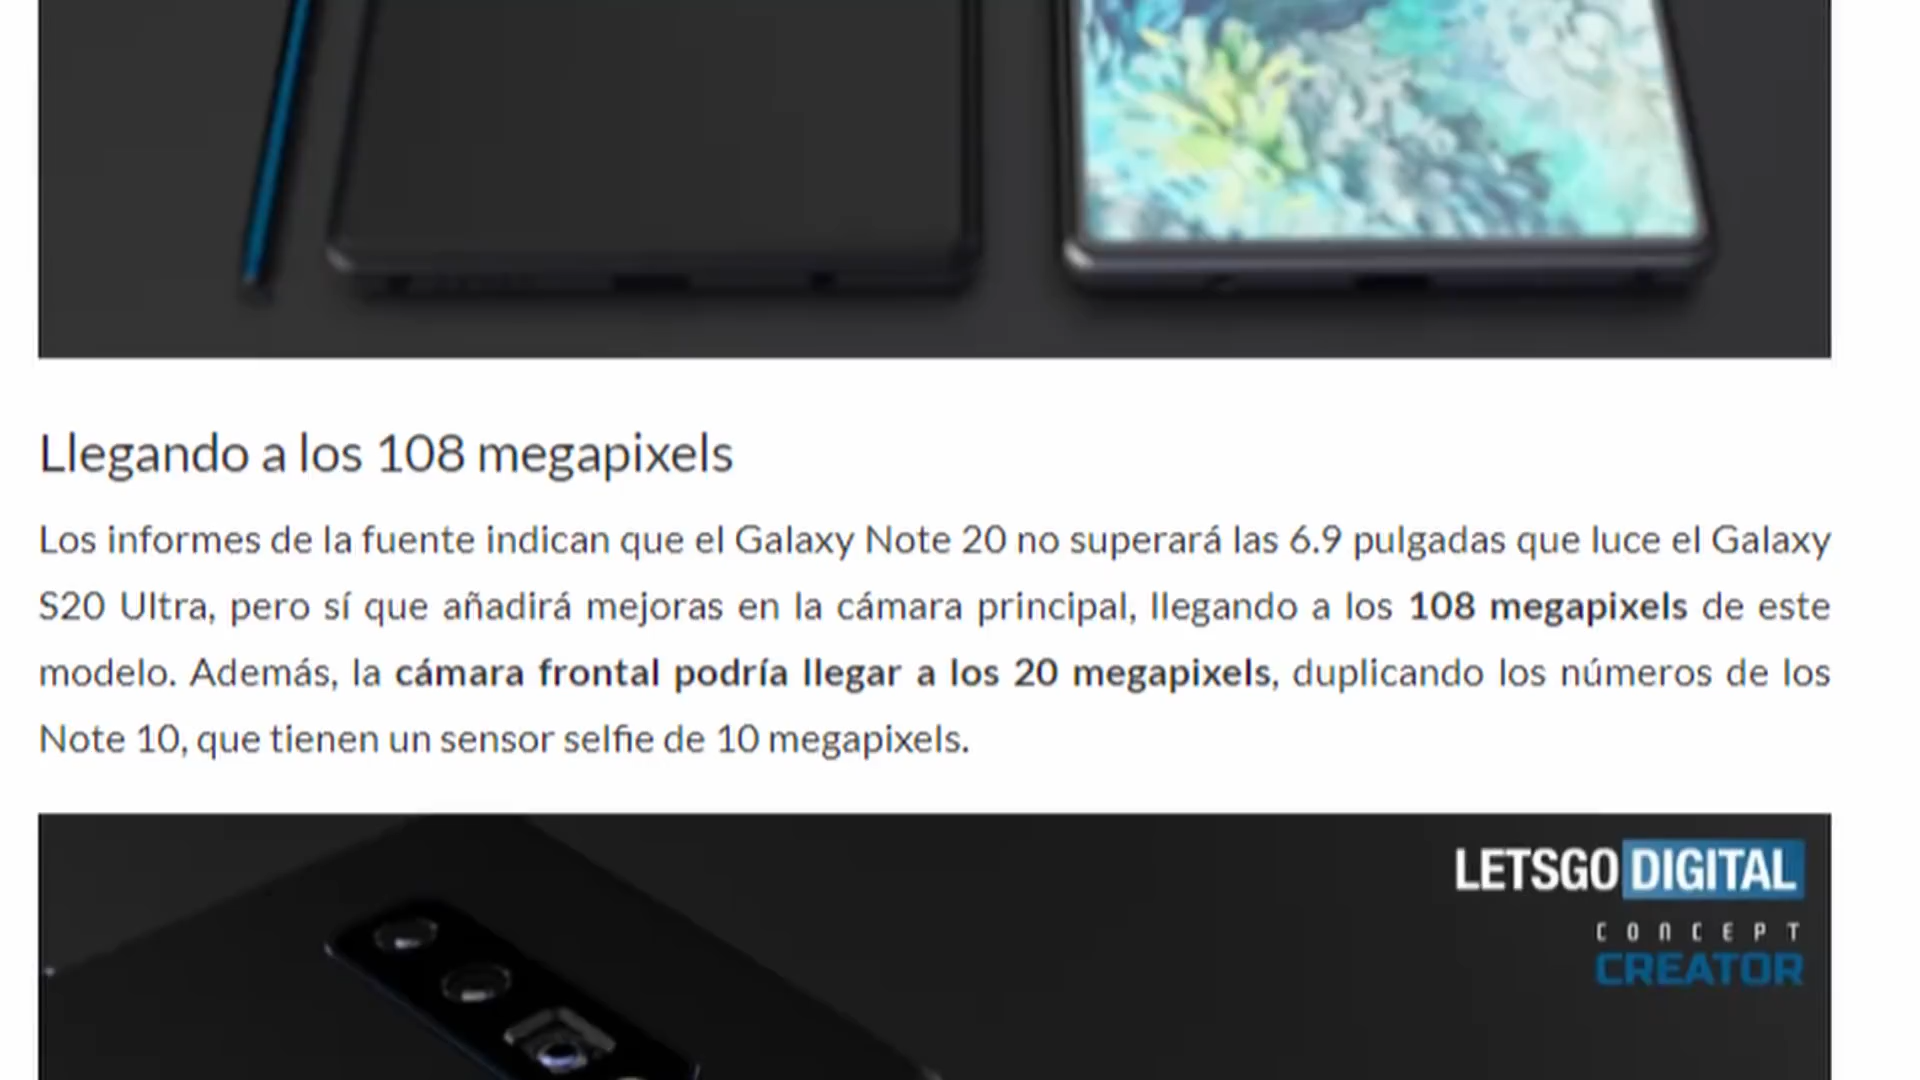 Llegando a los 108 megapixels
Los informes de la fuente indican que el Galaxy Note 20 no superará las 6.9 pulgadas que luce el Galaxy
S20 Ultra, pero sí que añadirá mejoras en la cámara principal, llegando a los 108 megapixels de este
modelo. Además, la cámara frontal podría llegar a los 20 megapixels, duplicando los números de los
Note 10, que tienen un sensor selfie de 10 megapixels.
LETSGO DIGITAL
CONCEPT
CREATOR